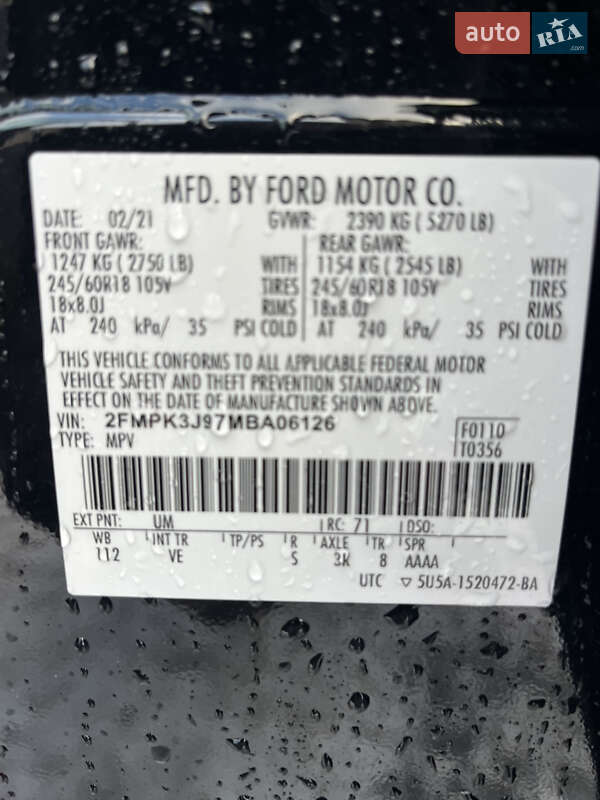 auto RIA.com
MFD. BY FORD MOTOR CO.
DATE: 02/21 GVWR: 2390 KG ( 5270 LB)
FRONT GAWR: REAR GAWR:
1247 KG ( 2750 LB) WITH 1154 KG ( 2545 LB) WITH
245/60R18 105V TIRES 245/60R18 105V TIRES
18x8.0J RIMS 18x8.0J RIMS
AT 240 kPa/ 35 PSI COLD AT 240 kPa/ 35 PSI COLD
THIS VEHICLE CONFORMS TO ALL APPLICABLE FEDERAL MOTOR
VEHICLE SAFETY AND THEFT PREVENTION STANDARDS IN
EFFECT ON THE DATE OF MANUFACTURE SHOWN ABOVE.
VIN: 2FMPK3J97MBA06126 F0110
TYPE: MPV T0356
EXT PNT: UM RC: 71 DSO:
WB INT TR TP/PS R AXLE TR SPR
112 VE S 3K 8 AAAA
UTC ▽ 5U5A-1520472-BA